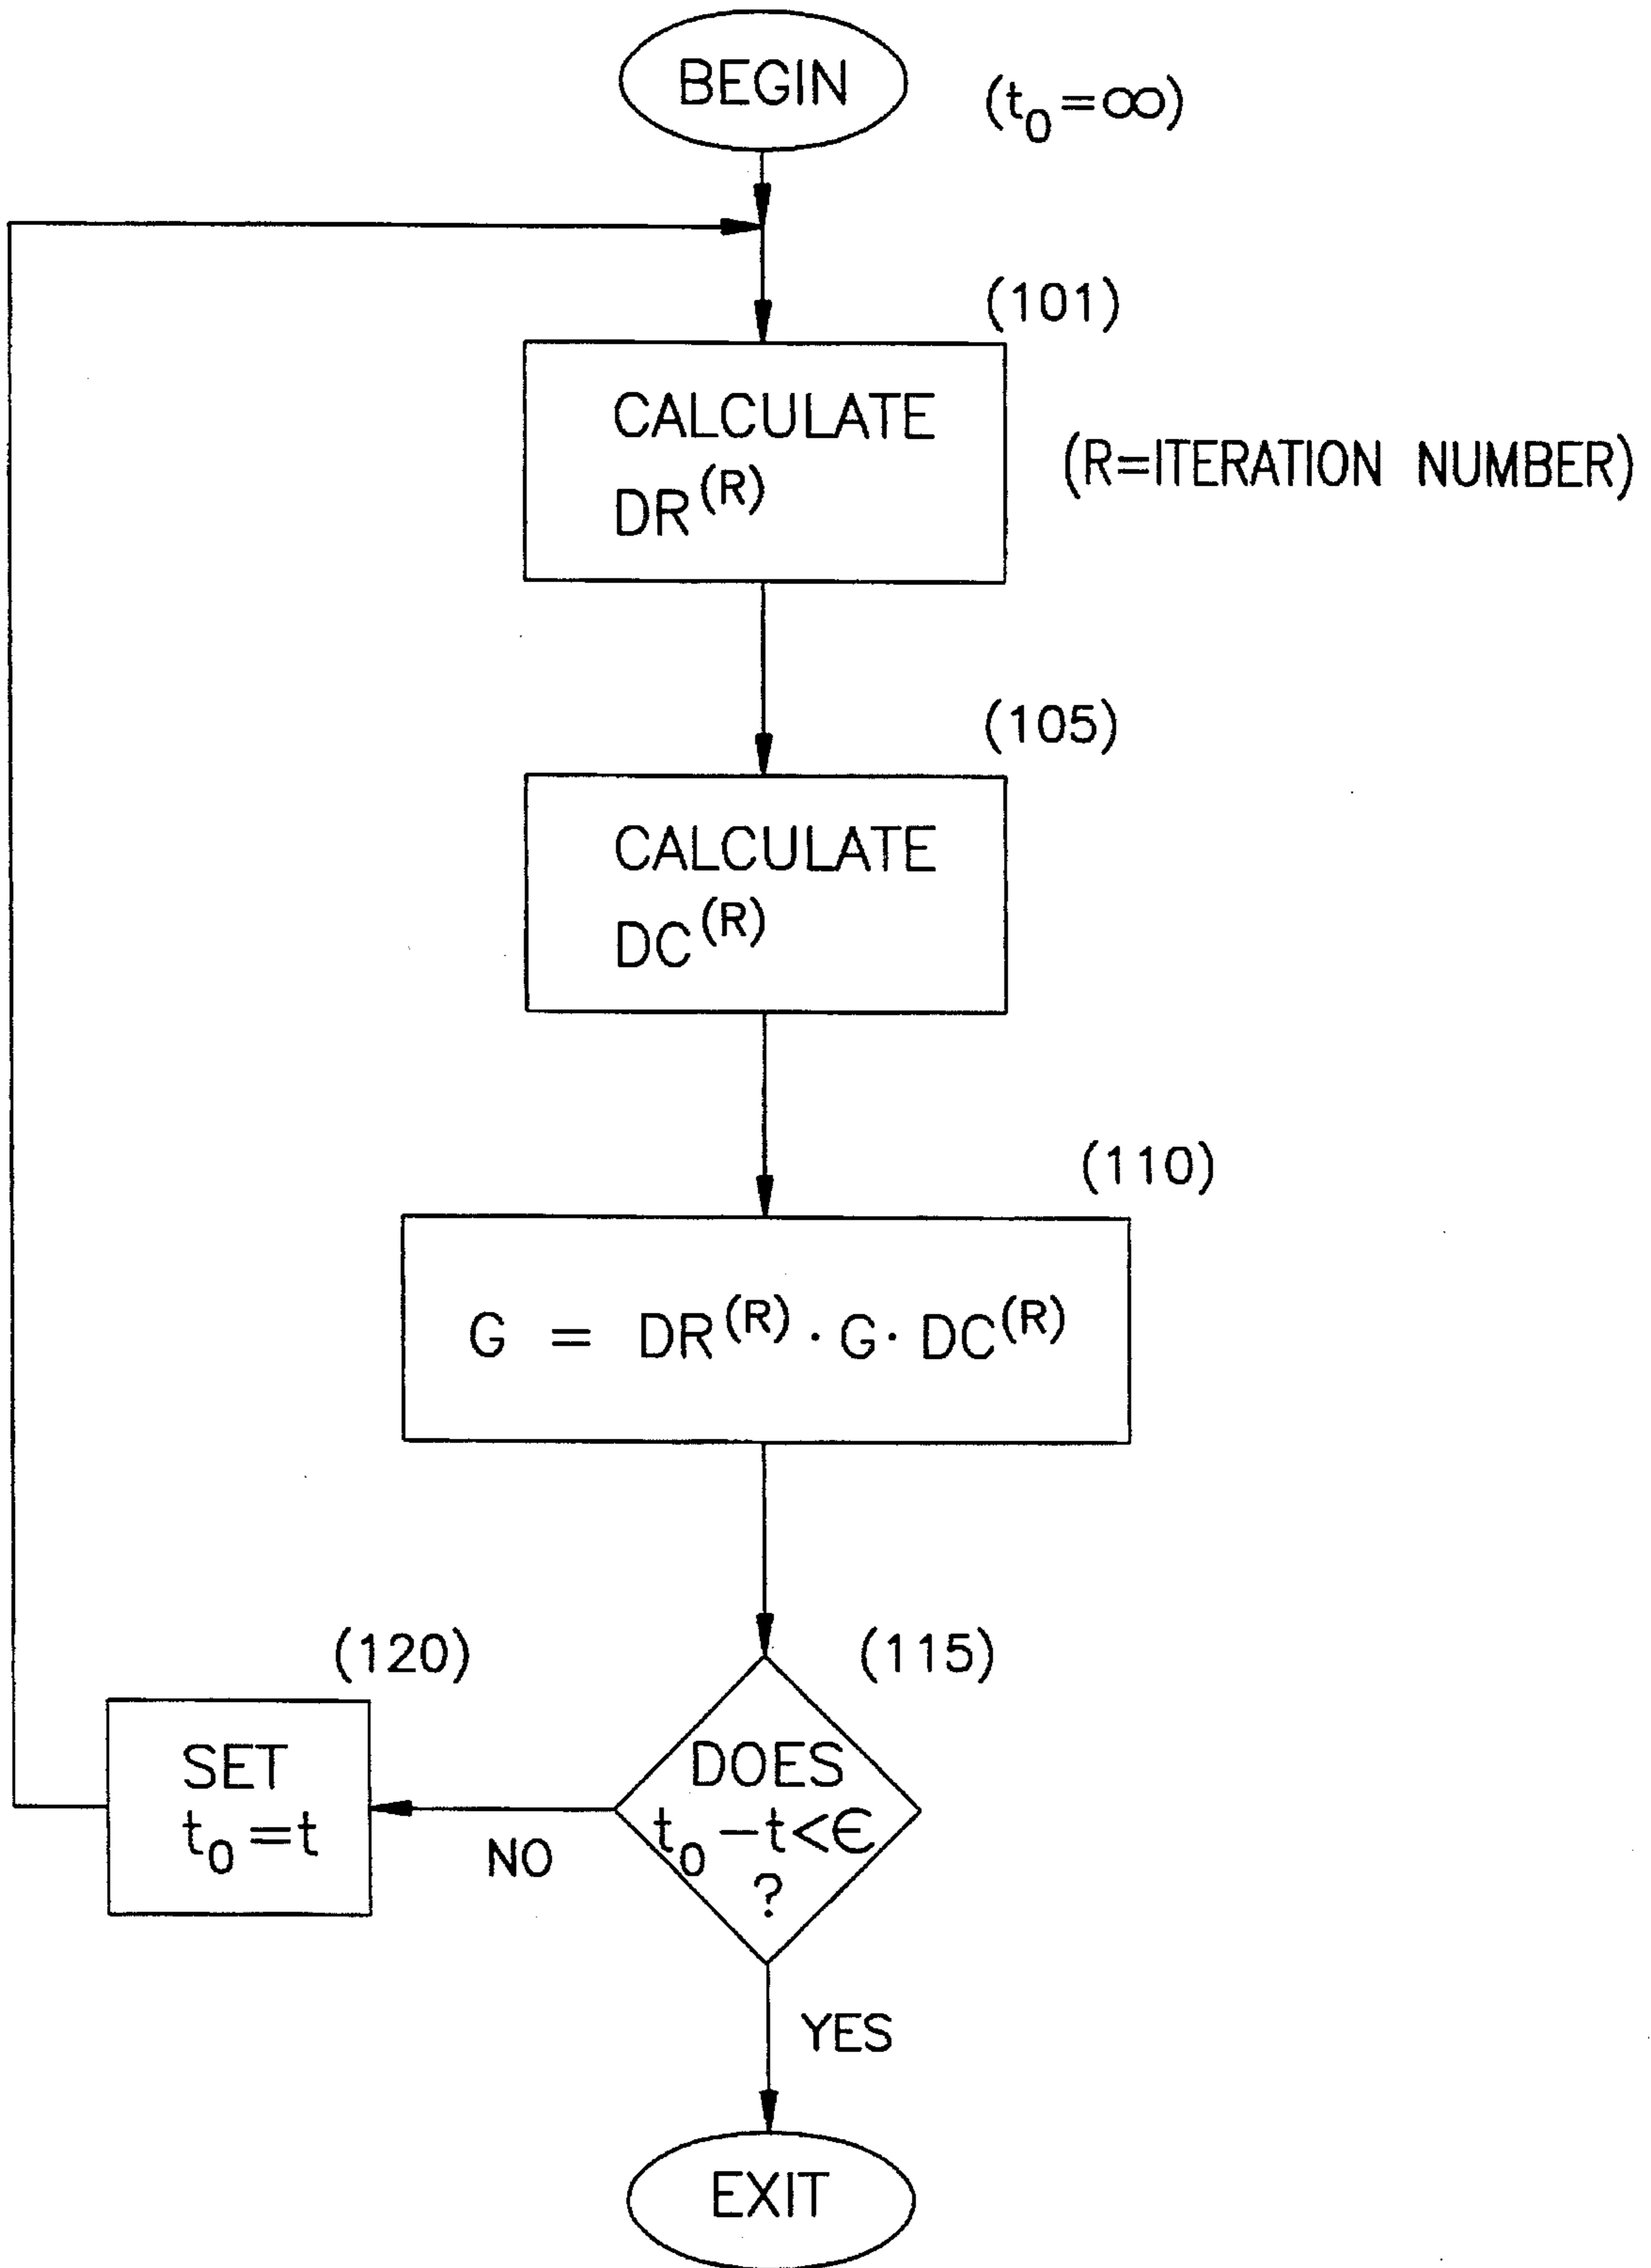 BEGIN
(t₀=∞)
(101)
CALCULATE
DR⁽ᴿ⁾
(R=ITERATION NUMBER)
(105)
CALCULATE
DC⁽ᴿ⁾
(110)
G = DR⁽ᴿ⁾·G·DC⁽ᴿ⁾
(120)
(115)
SET
t₀=t
NO
DOES
t₀-t<∈
?
YES
EXIT